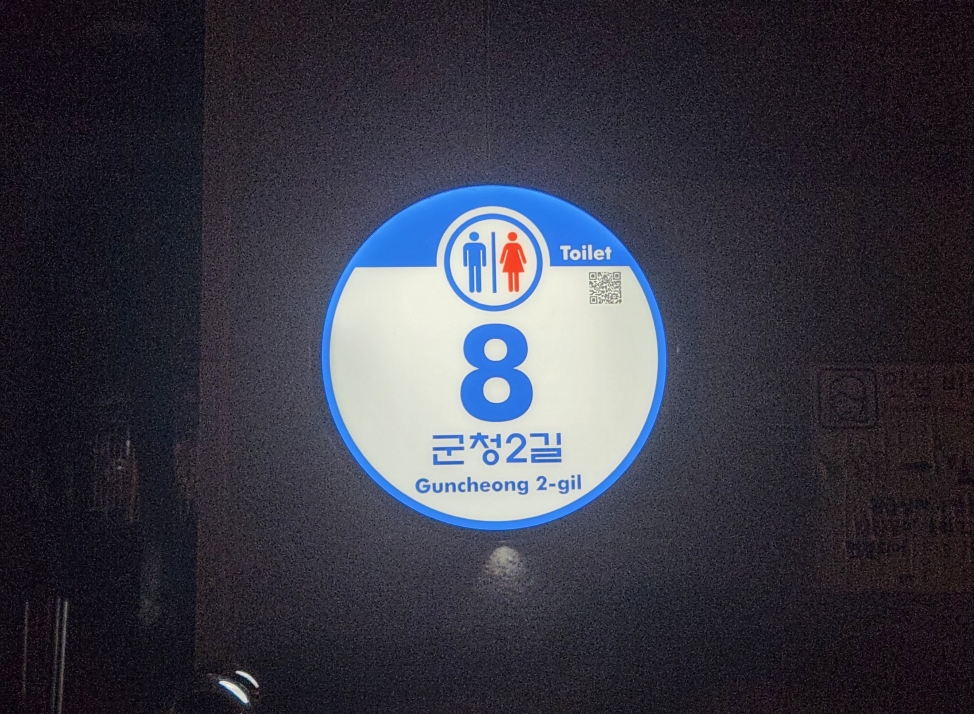 Toilet
8
군청2길
Guncheong 2-gil